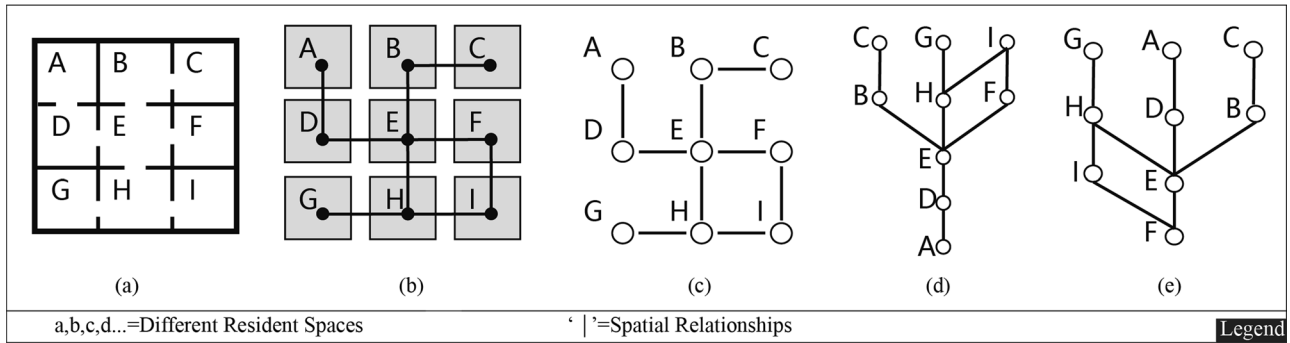 A B C
D E F
G H I
(a)
A B C
D E F
G H I
(b)
A B C
D E F
G H I
(c)
C G I
B H F
E
D
A
(d)
G A C
H D B
I E
F
(e)
a,b,c,d...=Different Resident Spaces
‘ | ’=Spatial Relationships
Legend